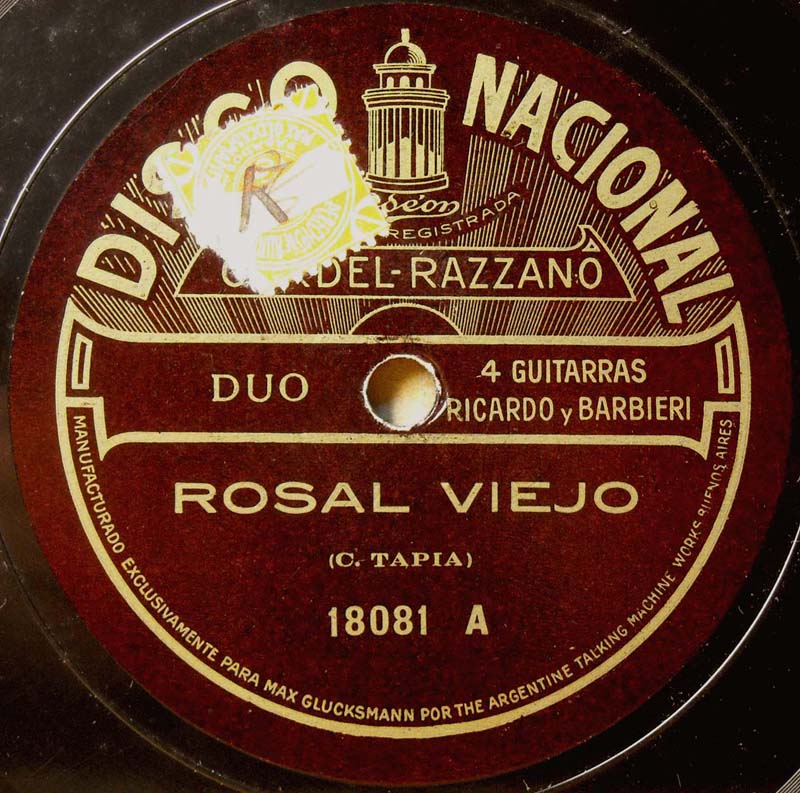 DISCO NACIONAL
REGISTRADA
GARDEL-RAZZANO
DUO
4 GUITARRAS
RICARDO y BARBIERI
ROSAL VIEJO
(C. TAPIA)
18081 A
MANUFACTURADO EXCLUSIVAMENTE PARA MAX GLUCKSMANN POR THE ARGENTINE TALKING MACHINE WORKS BUENOS AIRES